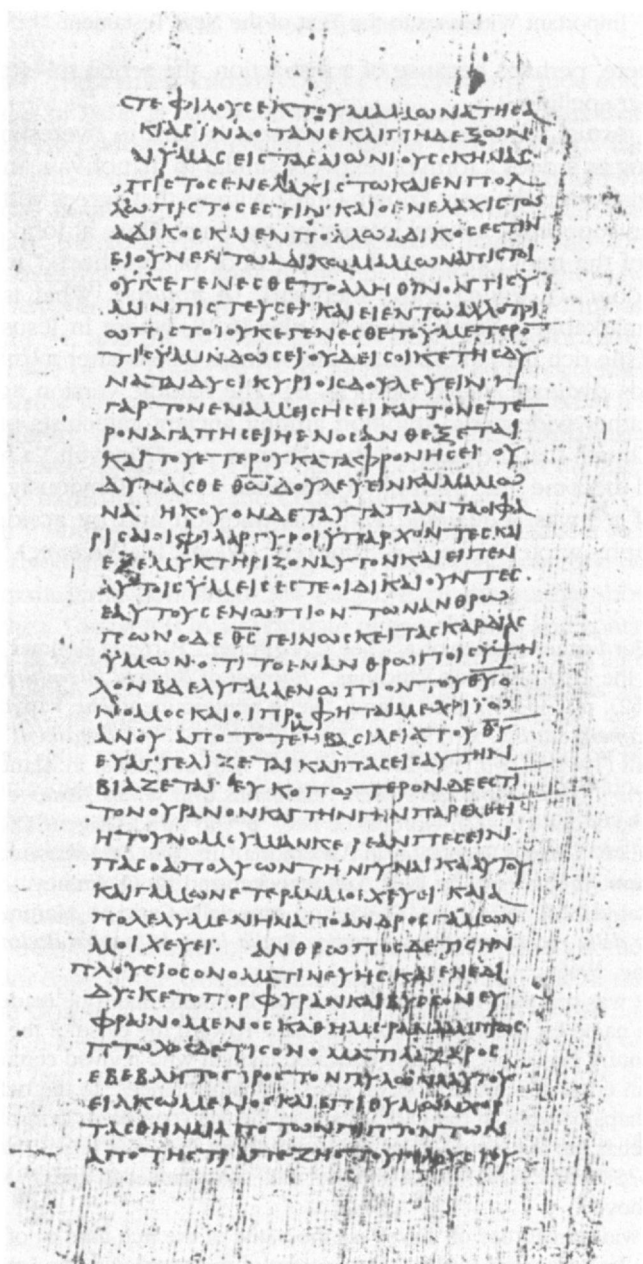 ϹΤΕ ΦΙΛΟΥϹ ΕΚ ΤΟΥ ΜΑΜΩΝΑ ΤΗϹ Α
ΚΙΑϹ ΙΝΑ ΟΤΑΝ ΔΕΞΩΝ
ΥΜΑϹ ΕΙϹ ΤΑϹ ΑΙΩΝΙΟΥϹ ϹΚΗΝΑϹ
ΠΙϹΤΟϹ ΕΝ ΕΛΑΧΙϹΤΩ ΚΑΙ ΕΝ ΠΟΛ
ΛΩ ΠΙϹΤΟϹ ΕϹΤΙΝ ΚΑΙ Ο ΕΝ ΕΛΑΧΙϹΤΩ
ΑΔΙΚΟϹ ΚΑΙ ΕΝ ΠΟΛΛΩ ΑΔΙΚΟϹ ΕϹΤΙΝ
ΕΙ ΟΥΝ ΕΝ ΤΩ ΑΔΙΚΩ ΜΑΜΩΝΑ ΠΙϹΤΟΙ
ΟΥΚ ΕΓΕΝΕϹΘΕ ΤΟ ΑΛΗΘΙΝΟΝ ΤΙϹ Υ
ΜΙΝ ΠΙϹΤΕΥϹΕΙ ΚΑΙ ΕΙ ΕΝ ΤΩ ΑΛΛΟΤΡΙ
Ω ΠΙϹΤΟΙ ΟΥΚ ΕΓΕΝΕϹΘΕ ΤΟ ΥΜΕΤΕΡΟ
ΤΙϹ ΥΜΙΝ ΔΩϹΕΙ ΟΥΔΕΙϹ ΟΙΚΕΤΗϹ ΔΥ
ΝΑΤΑΙ ΔΥϹΙ ΚΥΡΙΟΙϹ ΔΟΥΛΕΥΕΙΝ Η
ΓΑΡ ΤΟΝ ΕΝΑ ΜΕΙϹΗϹΕΙ ΚΑΙ ΤΟΝ ΕΤΕ
ΡΟΝ ΑΓΑΠΗϹΕΙ Η ΕΝΟϹ ΑΝΘΕΞΕΤΑΙ
ΚΑΙ ΤΟΥ ΕΤΕΡΟΥ ΚΑΤΑΦΡΟΝΗϹΕΙ ΟΥ
ΔΥΝΑϹΘΕ ΘΩ ΔΟΥΛΕΥΕΙΝ ΚΑΙ ΜΑΜΩ
ΝΑ ΗΚΟΥΟΝ ΔΕ ΤΑΥΤΑ ΠΑΝΤΑ ΟΙ ΦΑ
ΡΙϹΑΙΟΙ ΦΙΛΑΡΓΥΡΟΙ ΥΠΑΡΧΟΝΤΕϹ ΚΑΙ
ΕΞΕΜΥΚΤΗΡΙΖΟΝ ΑΥΤΟΝ ΚΑΙ ΕΙΠΕΝ
ΑΥΤΟΙϹ ΥΜΕΙϹ ΕϹΤΕ ΟΙ ΔΙΚΑΙΟΥΝΤΕϹ
ΕΑΥΤΟΥϹ ΕΝΩΠΙΟΝ ΤΩΝ ΑΝΘΡΩ
ΠΩΝ Ο ΔΕ Θ̅Ϲ̅ ΓΕΙΝΩϹΚΕΙ ΤΑϹ ΚΑΡΔΙΑϹ
ΥΜΩΝ ΟΤΙ ΤΟ ΕΝ ΑΝΘΡΩΠΟΙϹ ΥΨΗ
ΛΟΝ ΒΔΕΛΥΓΜΑ ΕΝΩΠΙΟΝ ΤΟΥ Θ̅Υ̅
Ο ΝΟΜΟϹ ΚΑΙ ΟΙ ΠΡΟΦΗΤΑΙ ΜΕΧΡΙ ΪΩ
ΑΝΟΥ ΑΠΟ ΤΟΤΕ Η ΒΑϹΙΛΕΙΑ ΤΟΥ Θ̅Υ̅
ΕΥΑΓΓΕΛΙΖΕΤΑΙ ΚΑΙ ΠΑϹ ΕΙϹ ΑΥΤΗΝ
ΒΙΑΖΕΤΑΙ ΕΥΚΟΠΩΤΕΡΟΝ ΔΕ ΕϹΤΙ
ΤΟΝ ΟΥΡΑΝΟΝ ΚΑΙ ΤΗΝ ΓΗΝ ΠΑΡΕΛΘΕΙ
Η ΤΟΥ ΝΟΜΟΥ ΜΙΑΝ ΚΕΡΕΑΝ ΠΕϹΕΙΝ
ΠΑϹ Ο ΑΠΟΛΥΩΝ ΤΗΝ ΓΥΝΑΙΚΑ ΑΥΤΟΥ
ΚΑΙ ΓΑΜΩΝ ΕΤΕΡΑΝ ΜΟΙΧΕΥΕΙ ΚΑΙ Ο
ΑΠΟΛΕΛΥΜΕΝΗΝ ΑΠΟ ΑΝΔΡΟϹ ΓΑΜΩΝ
ΜΟΙΧΕΥΕΙ ΑΝΘΡΩΠΟϹ ΔΕ ΤΙϹ ΗΝ
ΠΛΟΥϹΙΟϹ ΟΝΟΜΑΤΙ ΝΕΥΗϹ ΚΑΙ ΕΝΕΔΙ
ΔΥϹΚΕΤΟ ΠΟΡΦΥΡΑΝ ΚΑΙ ΒΥϹϹΟΝ ΕΥ
ΦΡΑΙΝΟΜΕΝΟϹ ΚΑΘ ΗΜΕΡΑΝ ΛΑΜΠΡΩϹ
ΠΤΩΧΟϹ ΔΕ ΤΙϹ ΟΝΟΜΑΤΙ ΛΑΖΑΡΟϹ
ΕΒΕΒΛΗΤΟ ΠΡΟϹ ΤΟΝ ΠΥΛΩΝΑ ΑΥΤΟΥ
ΕΙΛΚΩΜΕΝΟϹ ΚΑΙ ΕΠΙΘΥΜΩΝ ΧΟΡ
ΤΑϹΘΗΝΑΙ ΑΠΟ ΤΩΝ ΠΙΠΤΟΝΤΩΝ
ΑΠΟ ΤΗϹ ΤΡΑΠΕΖΗϹ ΤΟΥ ΠΛΟΥϹΙΟΥ